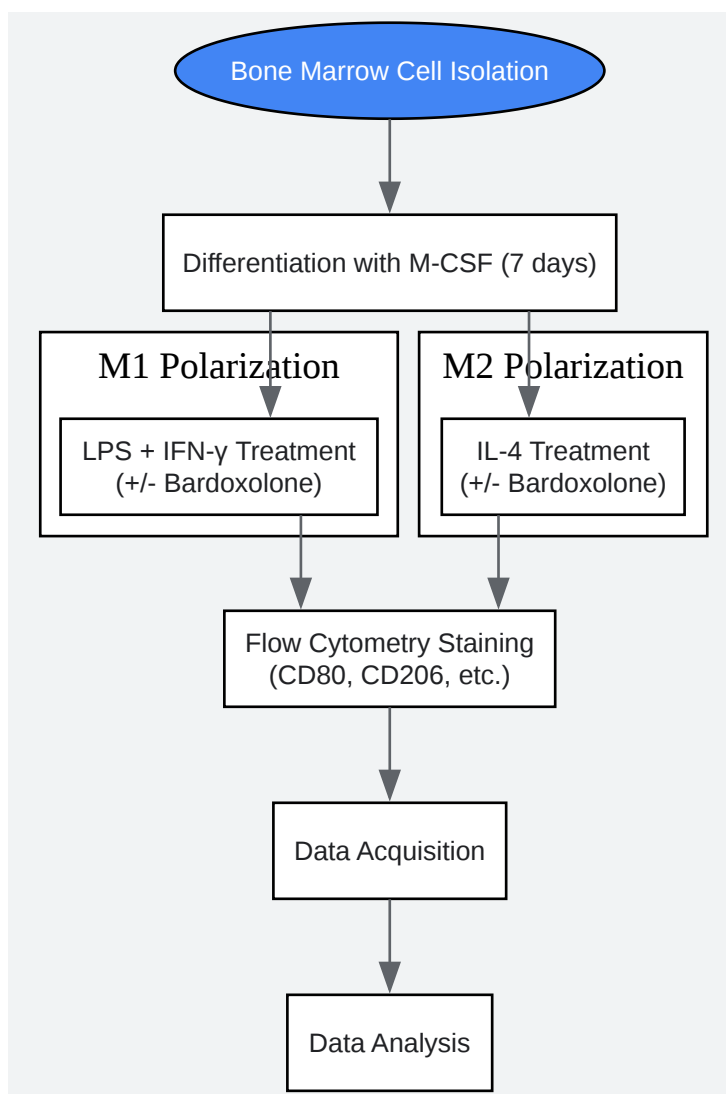 Bone Marrow Cell Isolation
Differentiation with M-CSF (7 days)
M1 Polarization
LPS + IFN-γ Treatment
(+/- Bardoxolone)
M2 Polarization
IL-4 Treatment
(+/- Bardoxolone)
Flow Cytometry Staining
(CD80, CD206, etc.)
Data Acquisition
Data Analysis